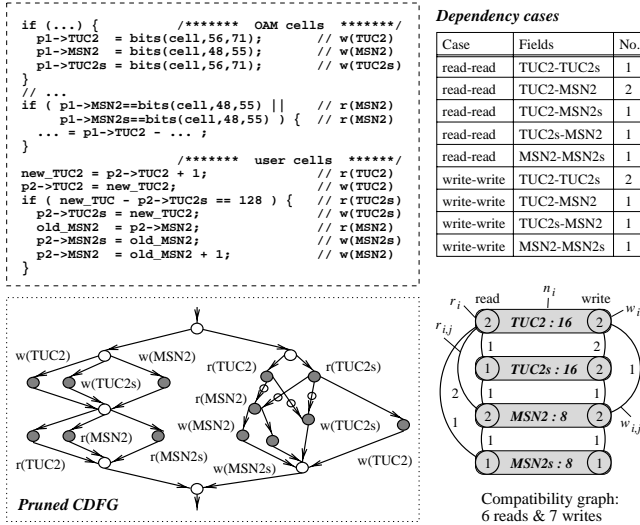 if (...) {          /******* OAM cells *******/
p1->TUC2 = bits(cell,56,71);     // w(TUC2)
p1->MSN2 = bits(cell,48,55);     // w(MSN2)
p1->TUC2s = bits(cell,56,71);    // w(TUC2s)
}
// ...
if ( p1->MSN2==bits(cell,48,55) ||    // r(MSN2)
p1->MSN2s==bits(cell,48,55) ) {  // r(MSN2)
... = p1->TUC2 - ... ;
}
/******* user cells ******/
new_TUC2 = p2->TUC2 + 1;          // r(TUC2)
p2->TUC2 = new_TUC2;              // w(TUC2)
if ( new_TUC - p2->TUC2s == 128 ) {   // r(TUC2s)
p2->TUC2s = new_TUC2;           // w(TUC2s)
old_MSN2 = p2->MSN2;            // r(MSN2)
p2->MSN2s = old_MSN2;           // w(MSN2s)
p2->MSN2 = old_MSN2 + 1;        // w(MSN2)
}
Dependency cases
Case Fields No.
read-read TUC2-TUC2s 1
read-read TUC2-MSN2 2
read-read TUC2-MSN2s 1
read-read TUC2s-MSN2 1
read-read MSN2-MSN2s 1
write-write TUC2-TUC2s 2
write-write TUC2-MSN2 1
write-write TUC2s-MSN2 1
write-write MSN2-MSN2s 1
w(TUC2) w(MSN2) r(TUC2) r(TUC2s)
w(TUC2s)
r(MSN2)
r(MSN2) w(MSN2) w(TUC2s)
r(TUC2) r(MSN2s) w(MSN2s) w(TUC2)
Pruned CDFG
n i
r i read write w i
2 TUC2 : 16 2
r i,j
1 2
1 TUC2s : 16 2 1
2 1 1
2 MSN2 : 8 2
1 w i,j
1 1
1 MSN2s : 8 1
Compatibility graph:
6 reads & 7 writes